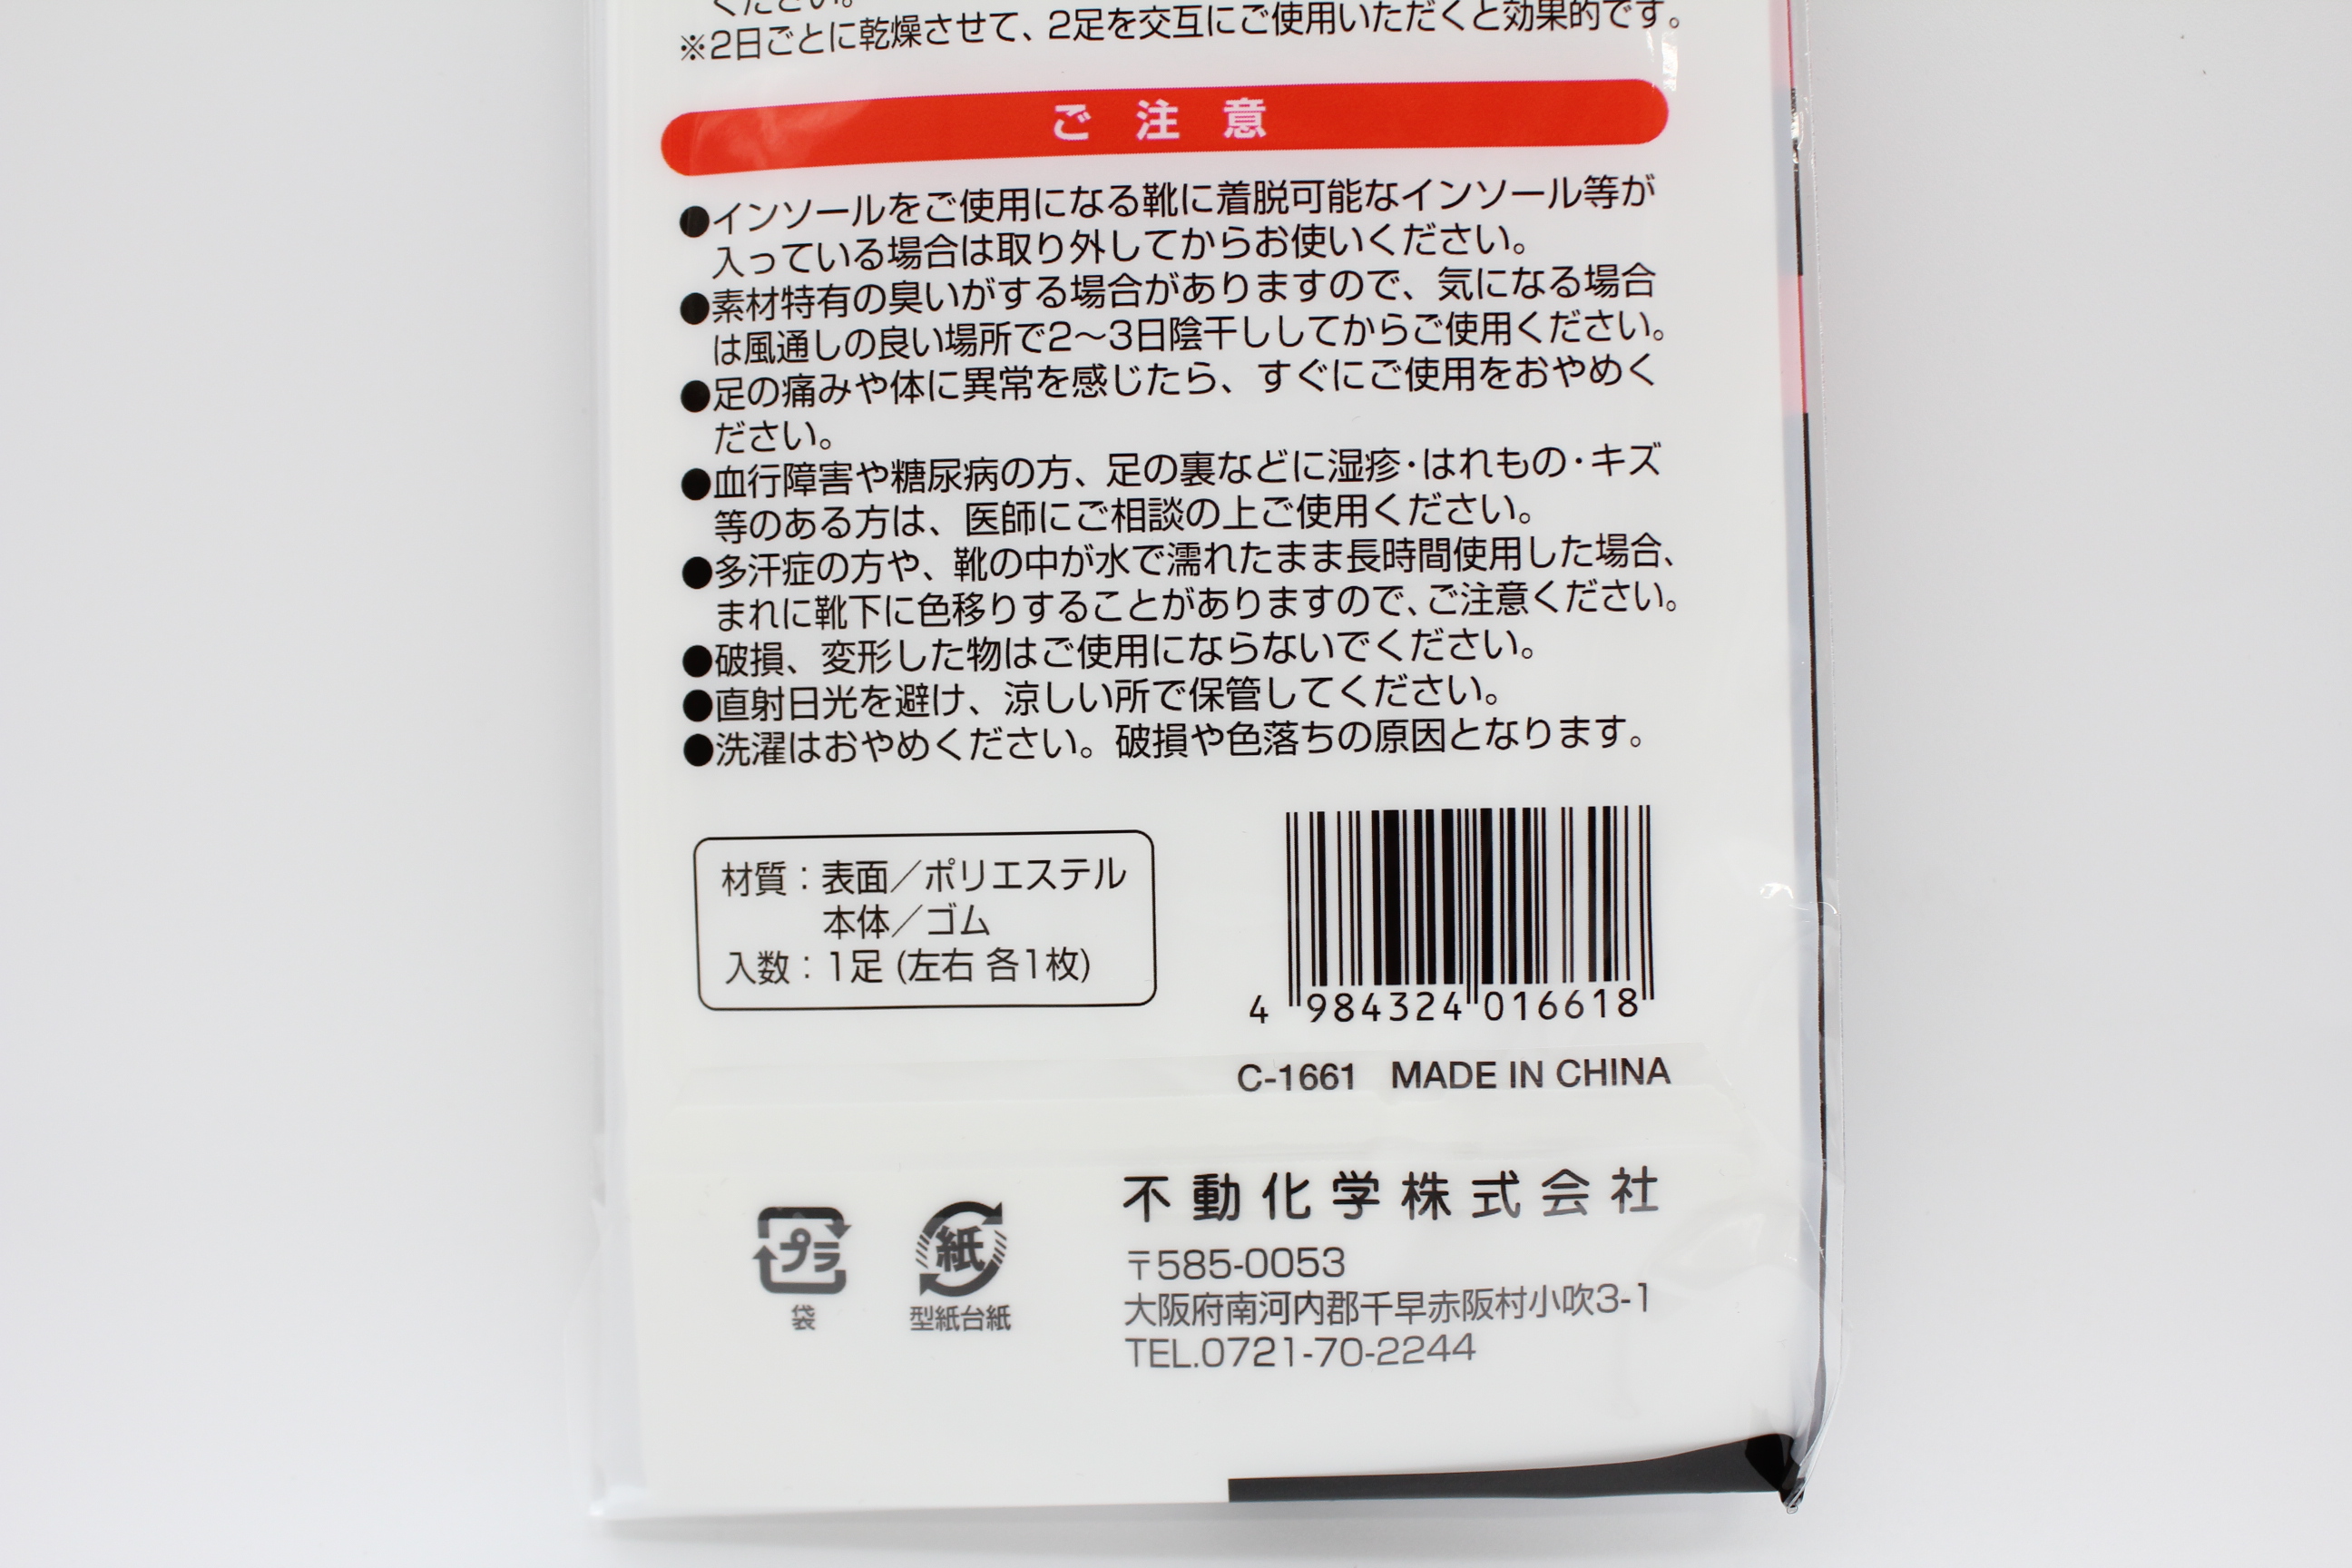 ください。
※2日ごとに乾燥させて、2足を交互にご使用いただくと効果的です。
ご注意
●インソールをご使用になる靴に着脱可能なインソール等が
入っている場合は取り外してからお使いください。
●素材特有の臭いがする場合がありますので、気になる場合
は風通しの良い場所で2〜3日陰干ししてからご使用ください。
●足の痛みや体に異常を感じたら、すぐにご使用をおやめく
ださい。
●血行障害や糖尿病の方、足の裏などに湿疹・はれもの・キズ
等のある方は、医師にご相談の上ご使用ください。
●多汗症の方や、靴の中が水で濡れたまま長時間使用した場合、
まれに靴下に色移りすることがありますので、ご注意ください。
●破損、変形した物はご使用にならないでください。
●直射日光を避け、涼しい所で保管してください。
●洗濯はおやめください。破損や色落ちの原因となります。
材質：表面／ポリエステル
本体／ゴム
入数：1足 (左右 各1枚)
4 984324 016618
C-1661 MADE IN CHINA
プラ
袋
紙
型紙台紙
不動化学株式会社
〒585-0053
大阪府南河内郡千早赤阪村小吹3-1
TEL.0721-70-2244